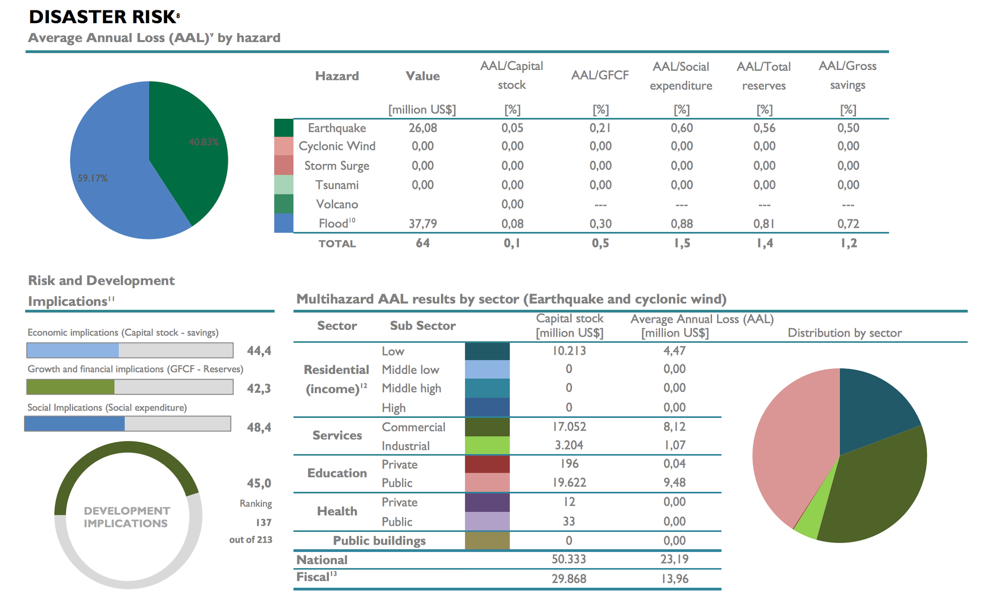 DISASTER RISK8
Average Annual Loss (AAL)9 by hazard
Hazard Value AAL/Capital stock AAL/GFCF AAL/Social expenditure AAL/Total reserves AAL/Gross savings
[million US$] [%] [%] [%] [%] [%]
Earthquake 26,08 0,05 0,21 0,60 0,56 0,50
Cyclonic Wind 0,00 0,00 0,00 0,00 0,00 0,00
Storm Surge 0,00 0,00 0,00 0,00 0,00 0,00
Tsunami 0,00 0,00 0,00 0,00 0,00 0,00
Volcano 0,00 --- --- --- ---
Flood10 37,79 0,08 0,30 0,88 0,81 0,72
TOTAL 64 0,1 0,5 1,5 1,4 1,2
40.83%
59.17%
Risk and Development
Implications11
Economic implications (Capital stock - savings)
44,4
Growth and financial implications (GFCF - Reserves)
42,3
Social Implications (Social expenditure)
48,4
DEVELOPMENT
IMPLICATIONS
45,0
Ranking
137
out of 213
Multihazard AAL results by sector (Earthquake and cyclonic wind)
Sector Sub Sector Capital stock [million US$] Average Annual Loss (AAL) [million US$] Distribution by sector
Residential (income)12
Low 10.213 4,47
Middle low 0 0,00
Middle high 0 0,00
High 0 0,00
Services
Commercial 17.052 8,12
Industrial 3.204 1,07
Education
Private 196 0,04
Public 19.622 9,48
Health
Private 12 0,00
Public 33 0,00
Public buildings 0 0,00
National 50.333 23,19
Fiscal13 29.868 13,96